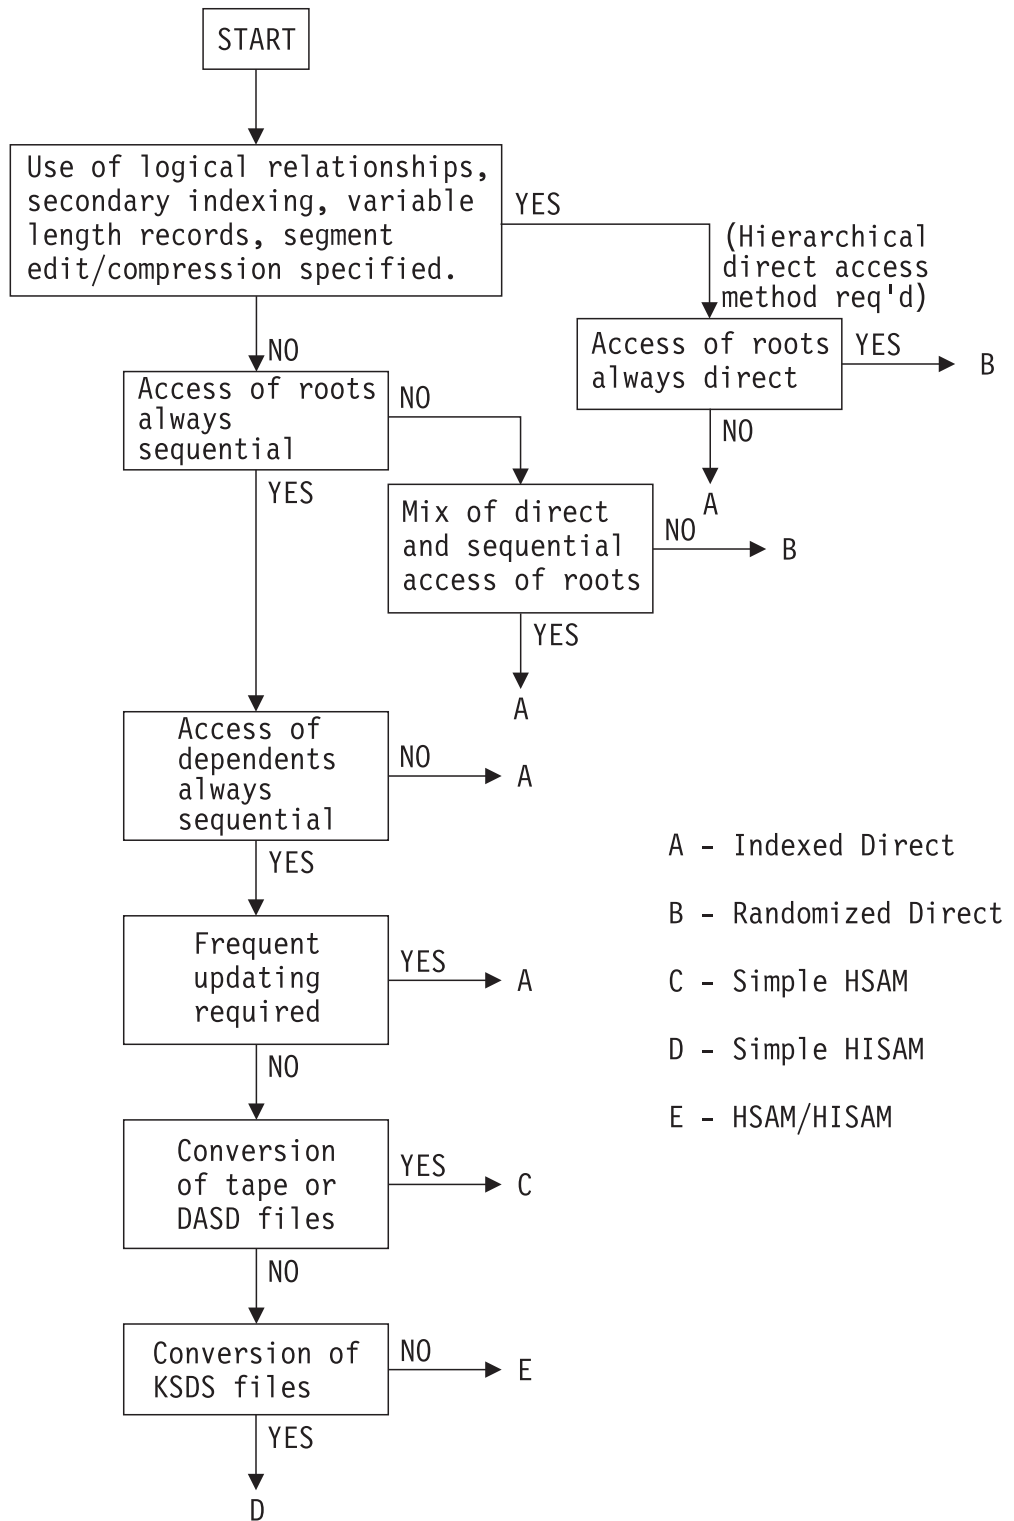 START
Use of logical relationships,
secondary indexing, variable
length records, segment
edit/compression specified.
YES
(Hierarchical
direct access
method req'd)
NO
Access of roots
always direct
YES
B
NO
A
Access of roots
always
sequential
NO
YES
Mix of direct
and sequential
access of roots
NO
B
YES
A
Access of
dependents
always
sequential
NO
A
YES
Frequent
updating
required
YES
A
NO
Conversion
of tape or
DASD files
YES
C
NO
Conversion of
KSDS files
NO
E
YES
D
A – Indexed Direct
B – Randomized Direct
C – Simple HSAM
D – Simple HISAM
E – HSAM/HISAM